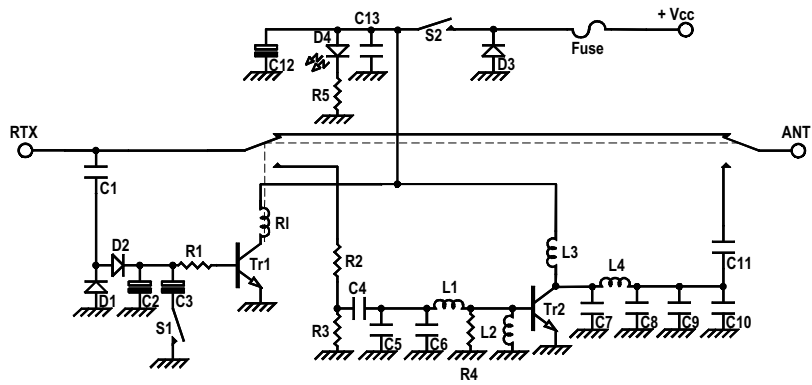 + Vcc
C13
D4
S2
Fuse
C12
D3
R5
RTX
ANT
C1
RI
D2
R1
Tr1
R2
L3
C11
C4
L1
L4
D1
C2
C3
S1
R3
C5
C6
L2
Tr2
C7
C8
C9
C10
R4